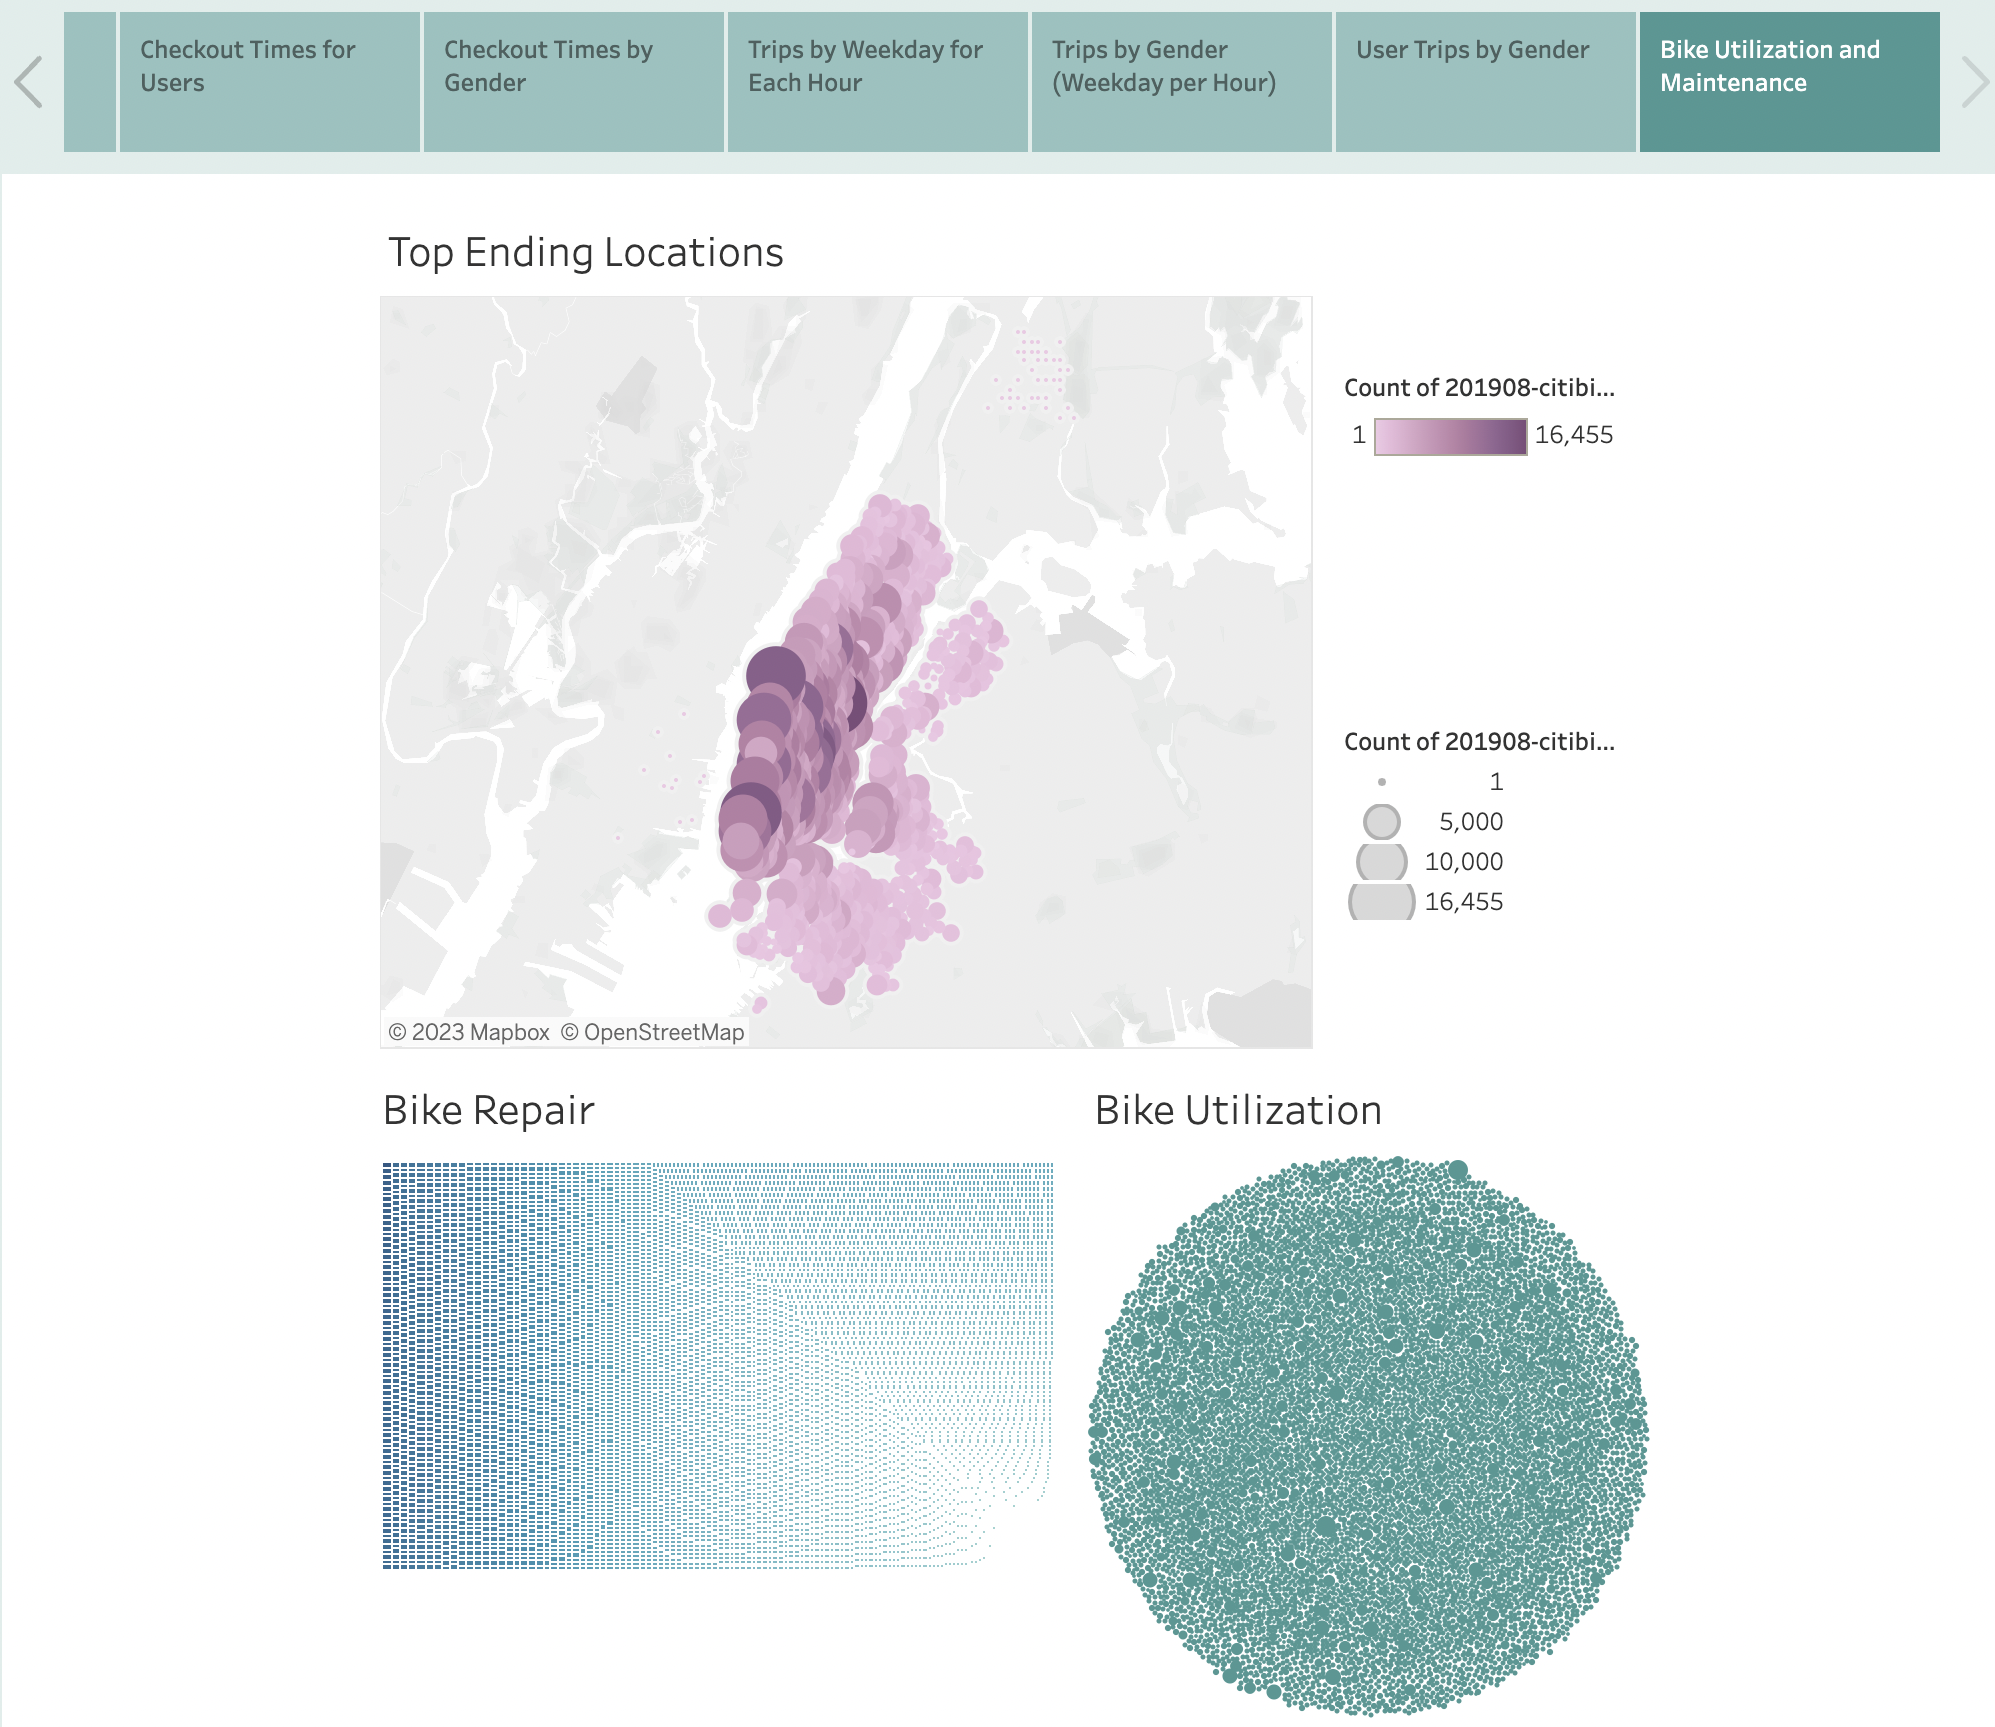 Checkout Times for
Users
Checkout Times by
Gender
Trips by Weekday for
Each Hour
Trips by Gender
(Weekday per Hour)
User Trips by Gender
Bike Utilization and
Maintenance
Top Ending Locations
Count of 201908-citibi...
1 16,455
Count of 201908-citibi...
1
5,000
10,000
16,455
© 2023 Mapbox © OpenStreetMap
Bike Repair
Bike Utilization